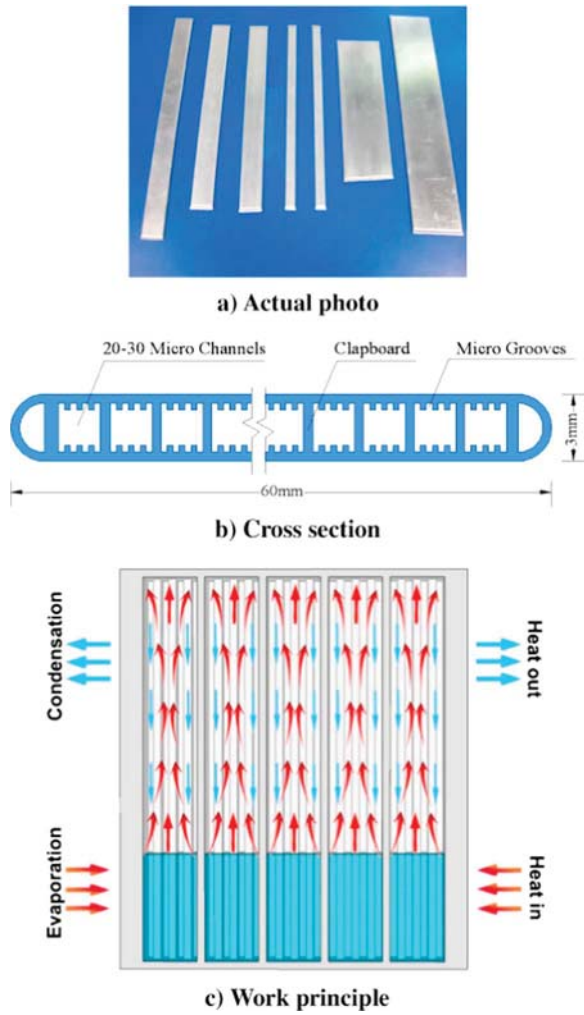 a) Actual photo
20-30 Micro Channels
Clapboard
Micro Grooves
3mm
60mm
b) Cross section
Condensation
Heat out
Evaporation
Heat in
c) Work principle